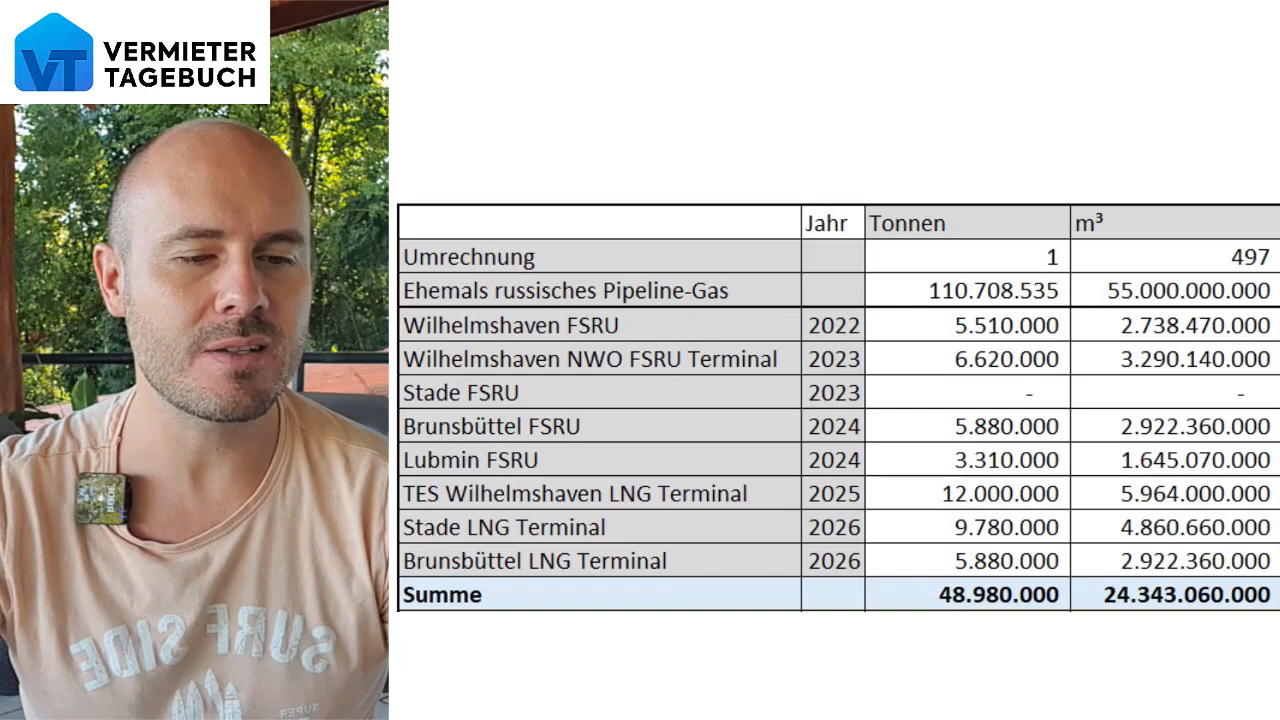 VT VERMIETER
TAGEBUCH
Jahr Tonnen m³
Umrechnung 1 497
Ehemals russisches Pipeline-Gas 110.708.535 55.000.000.000
Wilhelmshaven FSRU 2022 5.510.000 2.738.470.000
Wilhelmshaven NWO FSRU Terminal 2023 6.620.000 3.290.140.000
Stade FSRU 2023 - -
Brunsbüttel FSRU 2024 5.880.000 2.922.360.000
Lubmin FSRU 2024 3.310.000 1.645.070.000
TES Wilhelmshaven LNG Terminal 2025 12.000.000 5.964.000.000
Stade LNG Terminal 2026 9.780.000 4.860.660.000
Brunsbüttel LNG Terminal 2026 5.880.000 2.922.360.000
Summe 48.980.000 24.343.060.000
SURF SIDE
SUPER